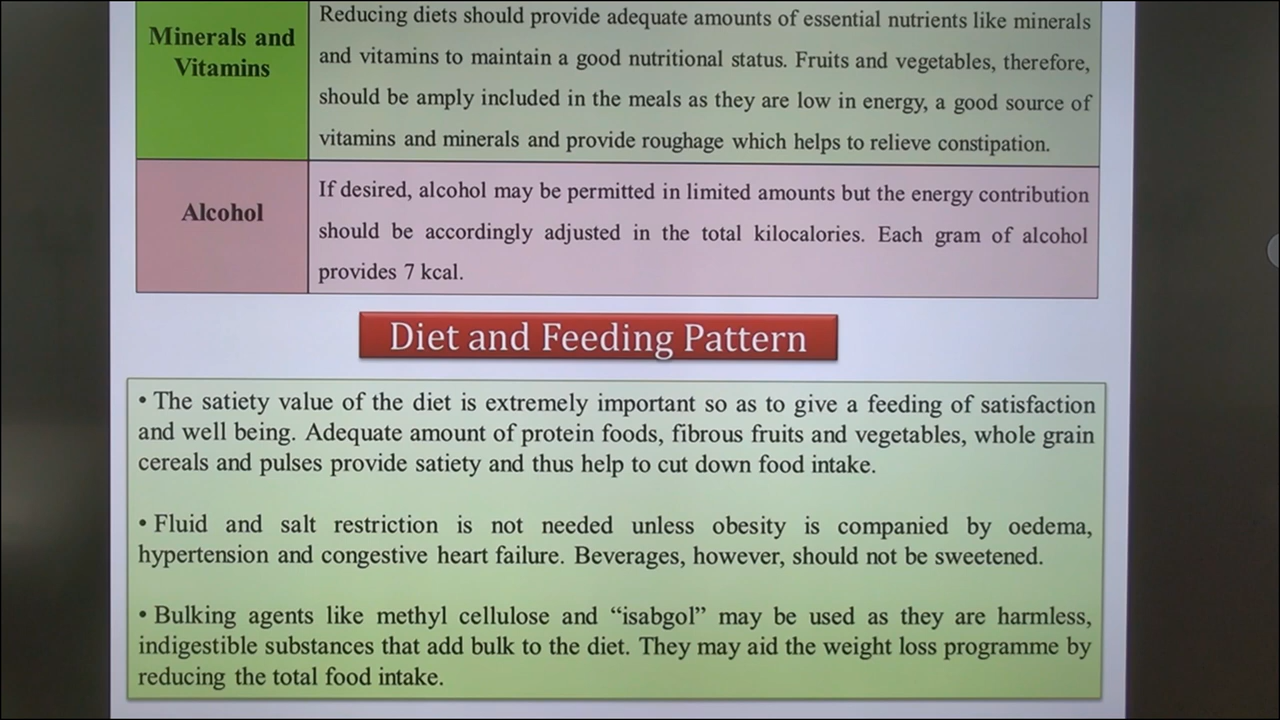 Minerals and
Vitamins
Reducing diets should provide adequate amounts of essential nutrients like minerals
and vitamins to maintain a good nutritional status. Fruits and vegetables, therefore,
should be amply included in the meals as they are low in energy, a good source of
vitamins and minerals and provide roughage which helps to relieve constipation.
Alcohol
If desired, alcohol may be permitted in limited amounts but the energy contribution
should be accordingly adjusted in the total kilocalories. Each gram of alcohol
provides 7 kcal.
Diet and Feeding Pattern
• The satiety value of the diet is extremely important so as to give a feeding of satisfaction
and well being. Adequate amount of protein foods, fibrous fruits and vegetables, whole grain
cereals and pulses provide satiety and thus help to cut down food intake.
• Fluid and salt restriction is not needed unless obesity is companied by oedema,
hypertension and congestive heart failure. Beverages, however, should not be sweetened.
• Bulking agents like methyl cellulose and “isabgol” may be used as they are harmless,
indigestible substances that add bulk to the diet. They may aid the weight loss programme by
reducing the total food intake.